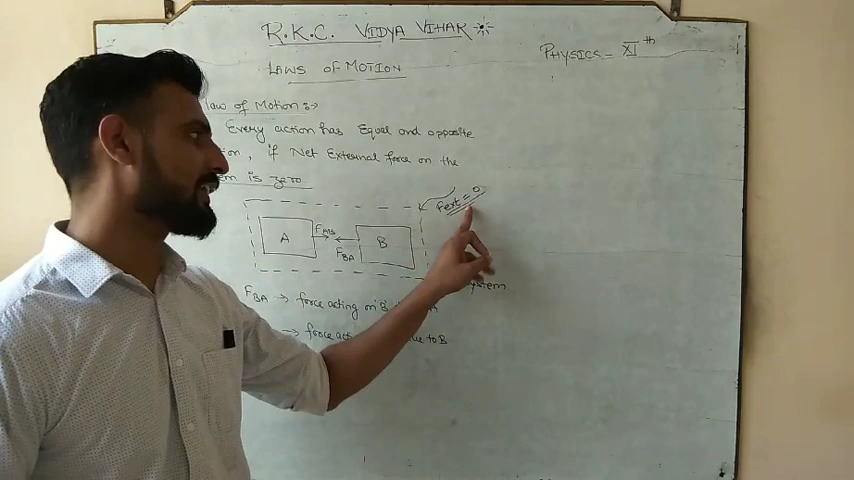 R.K.C. VIDYA VIHAR
PHYSICS - XI th
LAWS OF MOTION
law of Motion :->
Every action has Equal and opposite
, if Net External force on the
is zero
Fext = 0
A FAB B
FBA
system
FBA -> force acting on 'B'
-> force due to B